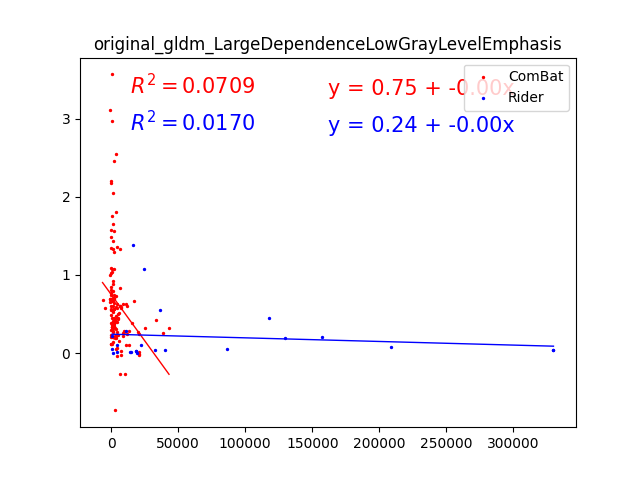 original_gldm_LargeDependenceLowGrayLevelEmphasis
R² = 0.0709 y = 0.75 + -0.00x
R² = 0.0170 y = 0.24 + -0.00x
ComBat
Rider
3
2
1
0
0 50000 100000 150000 200000 250000 300000